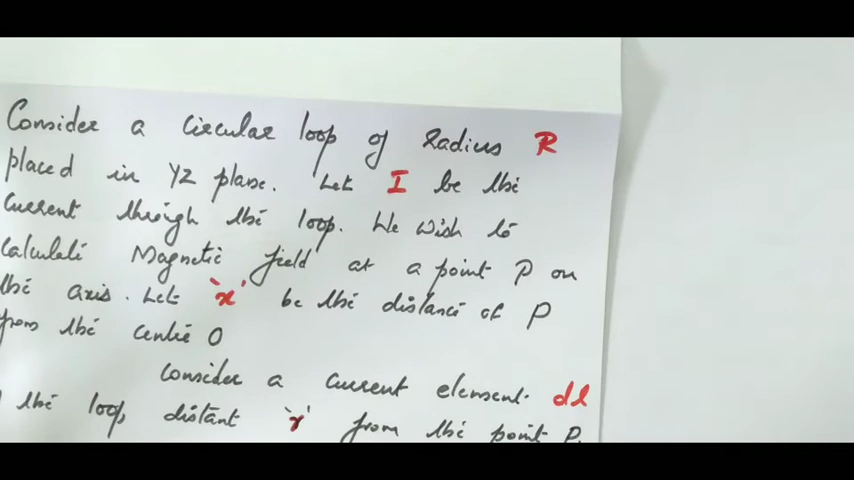 Consider a Circular loop of radius R
placed in YZ plane. Let I be the
Current through the loop. We wish to
Calculate Magnetic field at a point P on
the axis. Let 'x' be the distance of P
from the centre O
Consider a current element dl
the loop distant 'r' from the point P.